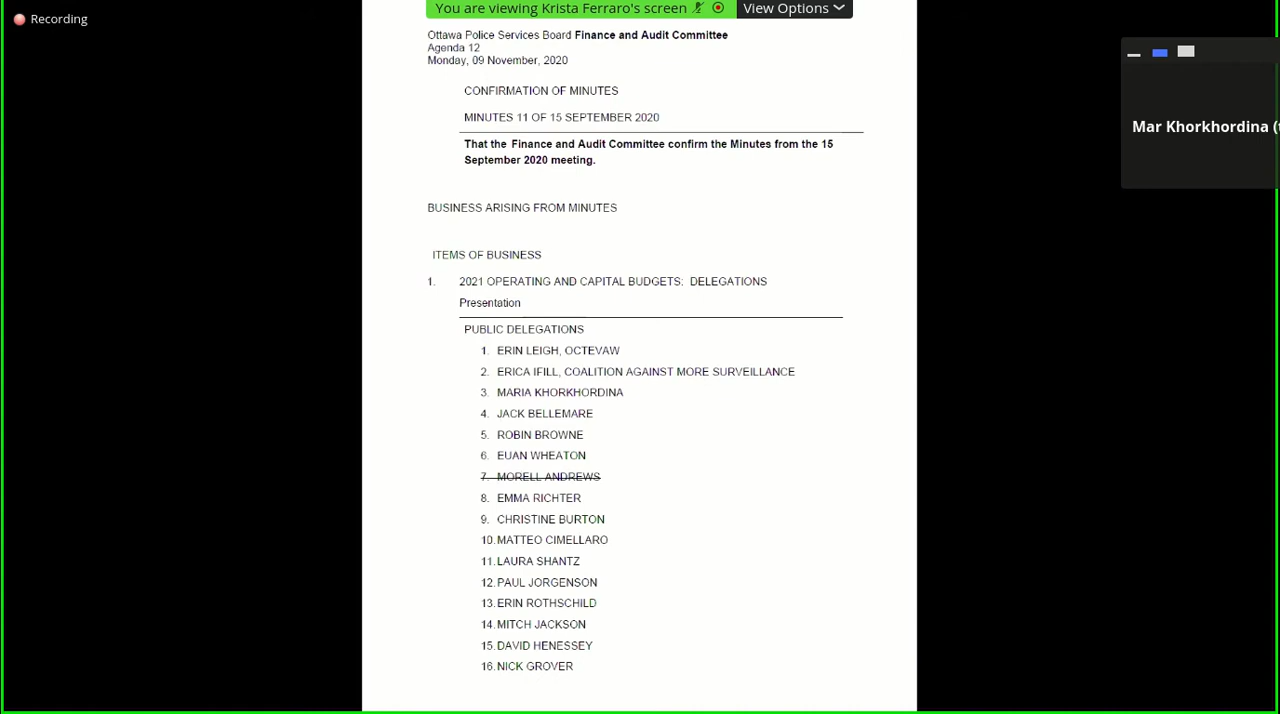 Recording
You are viewing Krista Ferraro's screen
View Options
Ottawa Police Services Board Finance and Audit Committee
Agenda 12
Monday, 09 November, 2020
CONFIRMATION OF MINUTES
MINUTES 11 OF 15 SEPTEMBER 2020
That the Finance and Audit Committee confirm the Minutes from the 15
September 2020 meeting.
BUSINESS ARISING FROM MINUTES
ITEMS OF BUSINESS
1. 2021 OPERATING AND CAPITAL BUDGETS: DELEGATIONS
Presentation
PUBLIC DELEGATIONS
1. ERIN LEIGH, OCTEVAW
2. ERICA IFILL, COALITION AGAINST MORE SURVEILLANCE
3. MARIA KHORKHORDINA
4. JACK BELLEMARE
5. ROBIN BROWNE
6. EUAN WHEATON
7. MORELL ANDREWS
8. EMMA RICHTER
9. CHRISTINE BURTON
10. MATTEO CIMELLARO
11. LAURA SHANTZ
12. PAUL JORGENSON
13. ERIN ROTHSCHILD
14. MITCH JACKSON
15. DAVID HENESSEY
16. NICK GROVER
Mar Khorkhordina (